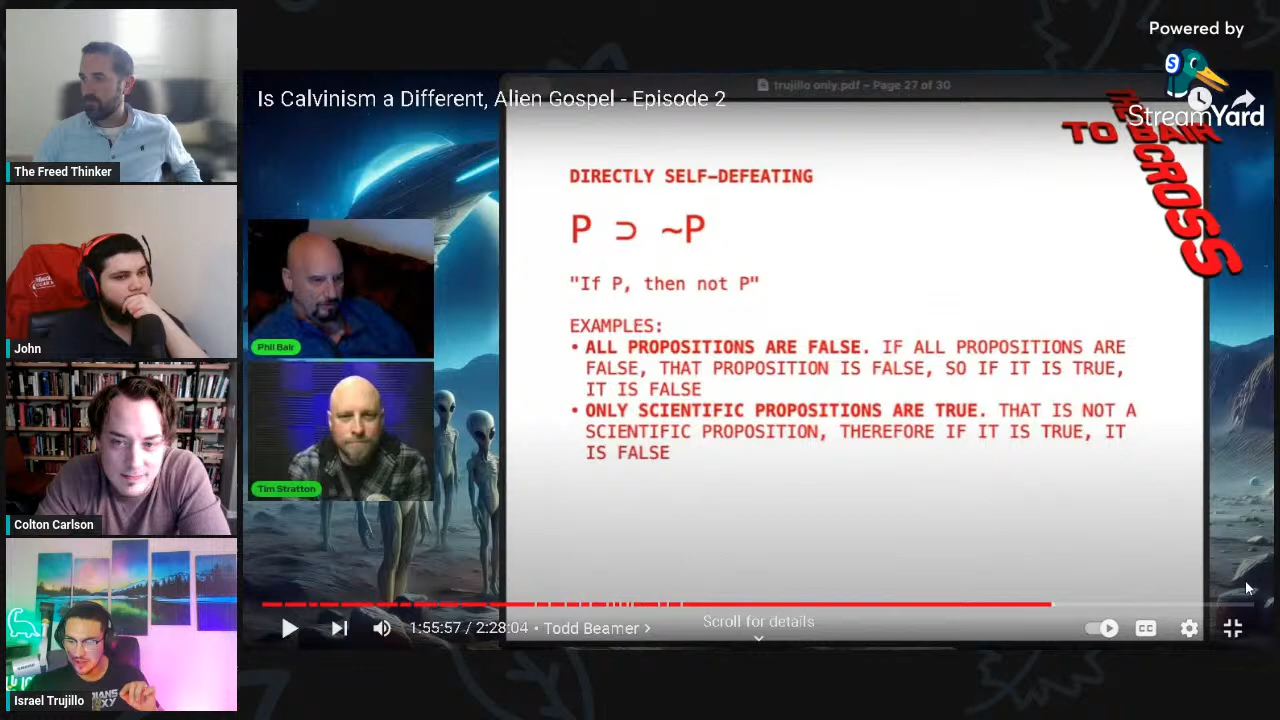 Powered by
StreamYard
Is Calvinism a Different, Alien Gospel - Episode 2
trujillo only.pdf – Page 27 of 30
TO BAIR
CROSS
DIRECTLY SELF-DEFEATING
P ⊃ ~P
"If P, then not P"
EXAMPLES:
• ALL PROPOSITIONS ARE FALSE. IF ALL PROPOSITIONS ARE
FALSE, THAT PROPOSITION IS FALSE, SO IF IT IS TRUE,
IT IS FALSE
• ONLY SCIENTIFIC PROPOSITIONS ARE TRUE. THAT IS NOT A
SCIENTIFIC PROPOSITION, THEREFORE IF IT IS TRUE, IT
IS FALSE
The Freed Thinker
John
Colton Carlson
Israel Trujillo
Phil Bair
Tim Stratton
1:55:57 / 2:28:04 • Todd Beamer >
Scroll for details
CC